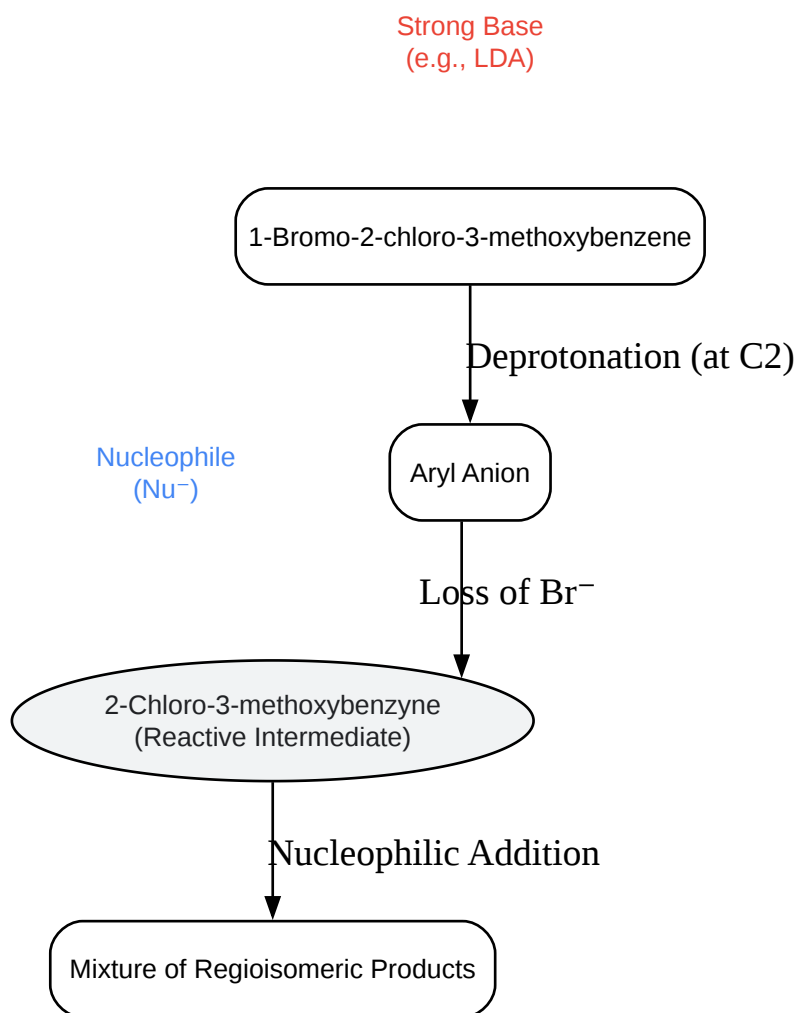 Strong Base
(e.g., LDA)
1-Bromo-2-chloro-3-methoxybenzene
Deprotonation (at C2)
Nucleophile
(Nu⁻)
Aryl Anion
Loss of Br⁻
2-Chloro-3-methoxybenzyne
(Reactive Intermediate)
Nucleophilic Addition
Mixture of Regioisomeric Products